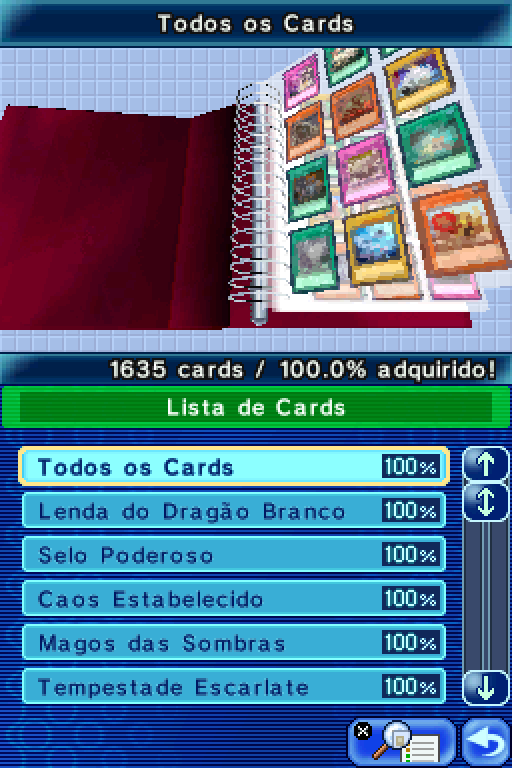 Todos os Cards
1635 cards / 100.0% adquirido!
Lista de Cards
Todos os Cards 100%
Lenda do Dragão Branco 100%
Selo Poderoso 100%
Caos Estabelecido 100%
Magos das Sombras 100%
Tempestade Escarlate 100%
X